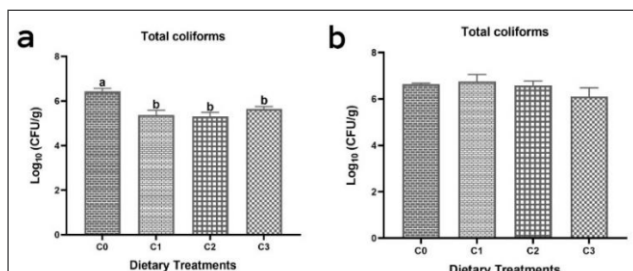 a
Total coliforms
Log10 (CFU/g)
8
6
4
2
0
a
b
b
b
C0
C1
C2
C3
Dietary Treatments
b
Total coliforms
Log10 (CFU/g)
8
6
4
2
0
C0
C1
C2
C3
Dietary Treatments